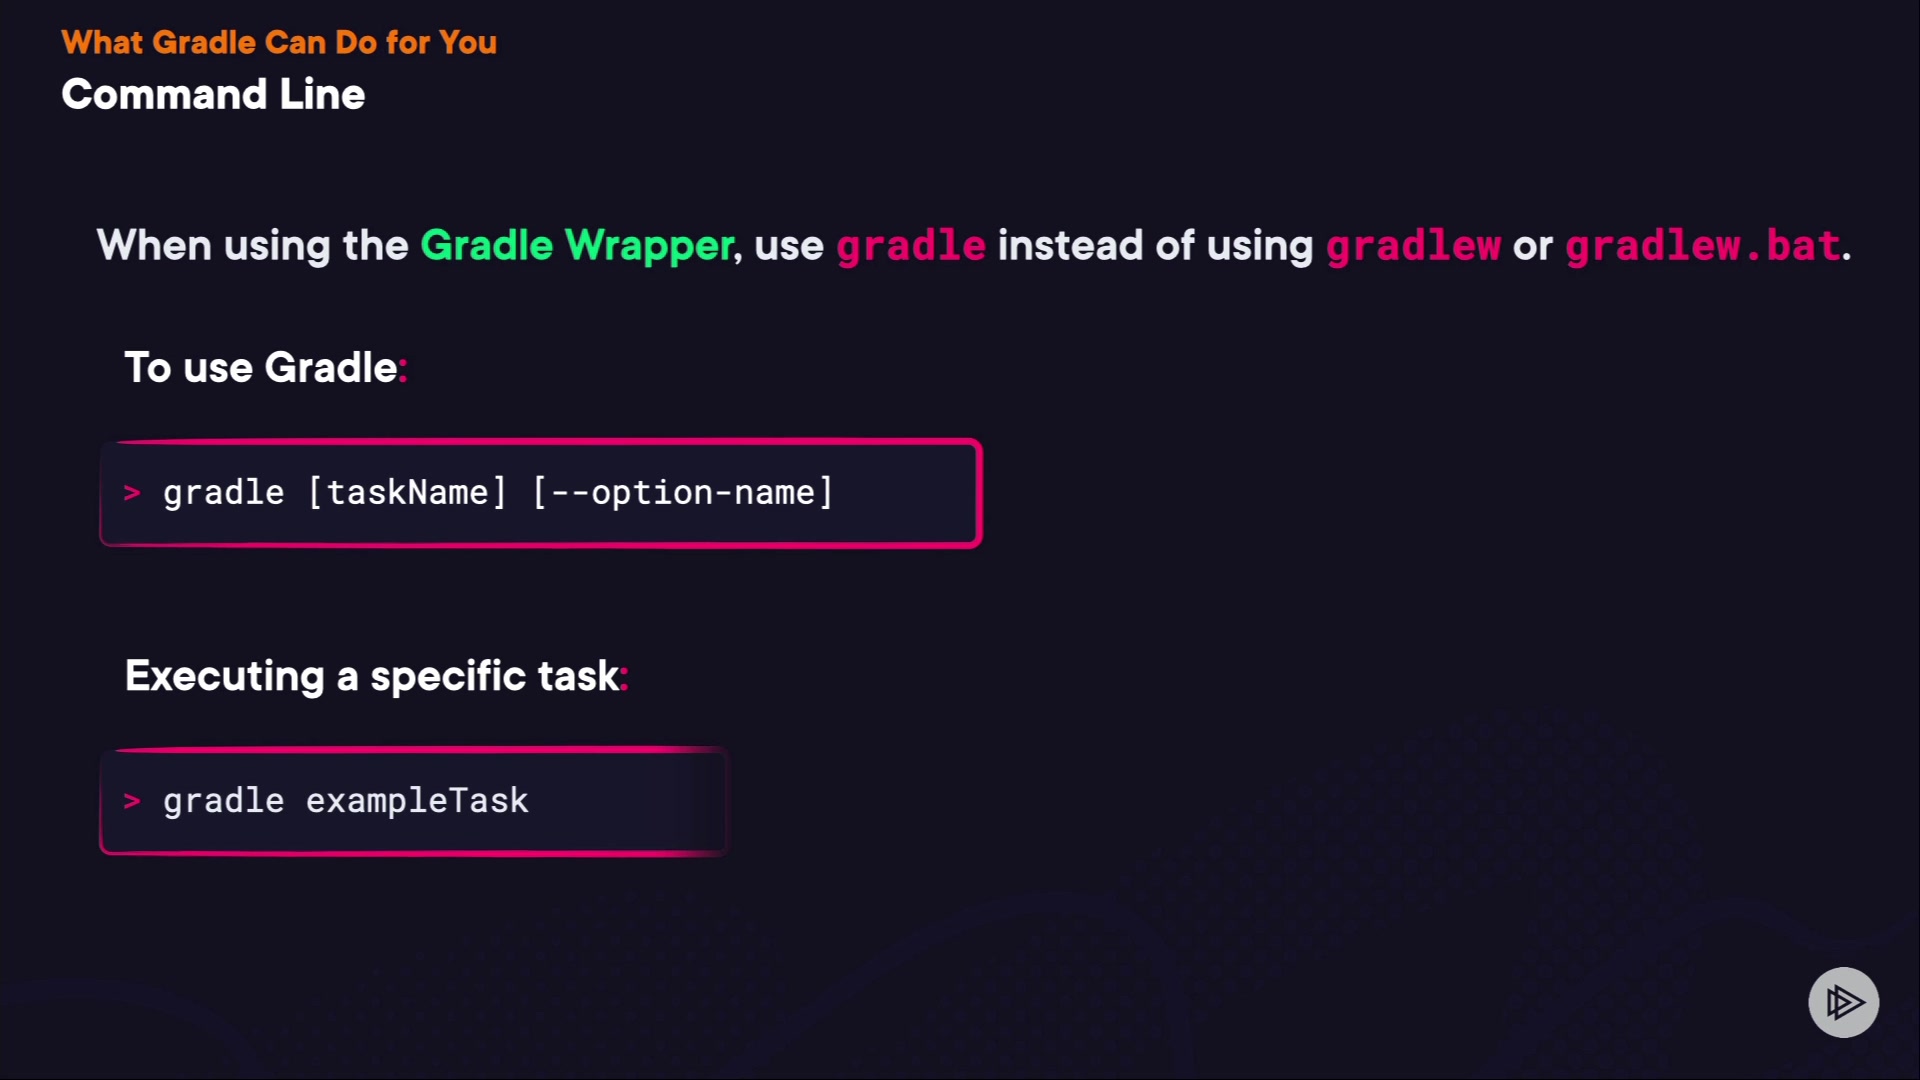 What Gradle Can Do for You
Command Line
When using the Gradle Wrapper, use gradle instead of using gradlew or gradlew.bat.
To use Gradle:
> gradle [taskName] [--option-name]
Executing a specific task:
> gradle exampleTask